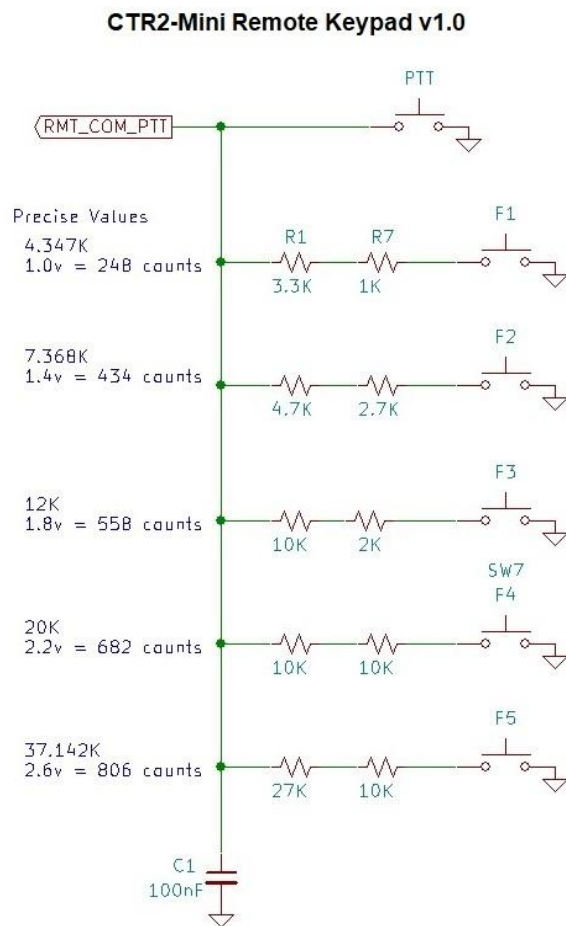 CTR2-Mini Remote Keypad v1.0
PTT
RMT_COM_PTT
Precise Values
4.347K
1.0v = 248 counts
R1
R7
F1
3.3K
1K
7.368K
1.4v = 434 counts
F2
4.7K
2.7K
12K
1.8v = 558 counts
F3
10K
2K
SW7
F4
20K
2.2v = 682 counts
10K
10K
F5
37.142K
2.6v = 806 counts
27K
10K
C1
100nF